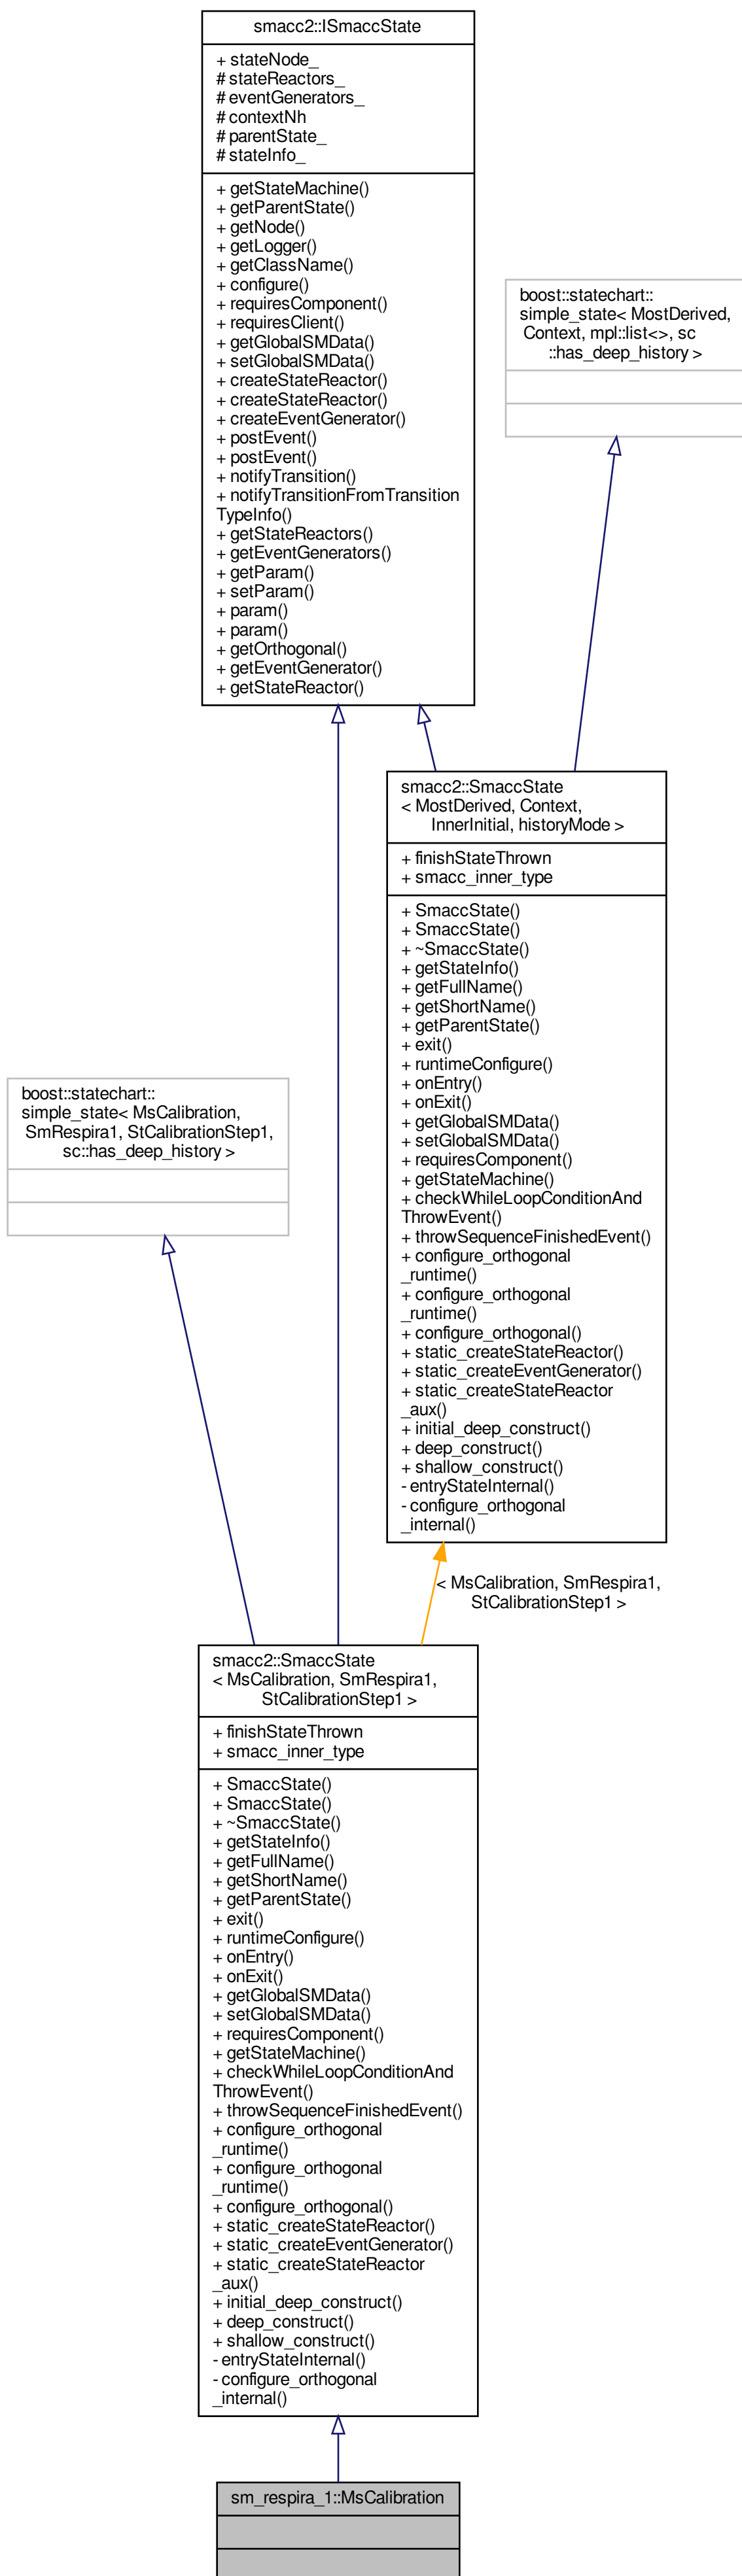 smacc2::ISmaccState
+ stateNode_
# stateReactors_
# eventGenerators_
# contextNh
# parentState_
# stateInfo_
+ getStateMachine()
+ getParentState()
+ getNode()
+ getLogger()
+ getClassName()
+ configure()
+ requiresComponent()
+ requiresClient()
+ getGlobalSMData()
+ setGlobalSMData()
+ createStateReactor()
+ createStateReactor()
+ createEventGenerator()
+ postEvent()
+ postEvent()
+ notifyTransition()
+ notifyTransitionFromTransition
TypeInfo()
+ getStateReactors()
+ getEventGenerators()
+ getParam()
+ setParam()
+ param()
+ param()
+ getOrthogonal()
+ getEventGenerator()
+ getStateReactor()
boost::statechart::
simple_state< MostDerived,
Context, mpl::list<>, sc
::has_deep_history >
smacc2::SmaccState
< MostDerived, Context,
InnerInitial, historyMode >
+ finishStateThrown
+ smacc_inner_type
+ SmaccState()
+ SmaccState()
+ ~SmaccState()
+ getStateInfo()
+ getFullName()
+ getShortName()
+ getParentState()
+ exit()
+ runtimeConfigure()
+ onEntry()
+ onExit()
+ getGlobalSMData()
+ setGlobalSMData()
+ requiresComponent()
+ getStateMachine()
+ checkWhileLoopConditionAnd
ThrowEvent()
+ throwSequenceFinishedEvent()
+ configure_orthogonal
_runtime()
+ configure_orthogonal
_runtime()
+ configure_orthogonal()
+ static_createStateReactor()
+ static_createEventGenerator()
+ static_createStateReactor
_aux()
+ initial_deep_construct()
+ deep_construct()
+ shallow_construct()
- entryStateInternal()
- configure_orthogonal
_internal()
boost::statechart::
simple_state< MsCalibration,
SmRespira1, StCalibrationStep1,
sc::has_deep_history >
< MsCalibration, SmRespira1,
StCalibrationStep1 >
smacc2::SmaccState
< MsCalibration, SmRespira1,
StCalibrationStep1 >
+ finishStateThrown
+ smacc_inner_type
+ SmaccState()
+ SmaccState()
+ ~SmaccState()
+ getStateInfo()
+ getFullName()
+ getShortName()
+ getParentState()
+ exit()
+ runtimeConfigure()
+ onEntry()
+ onExit()
+ getGlobalSMData()
+ setGlobalSMData()
+ requiresComponent()
+ getStateMachine()
+ checkWhileLoopConditionAnd
ThrowEvent()
+ throwSequenceFinishedEvent()
+ configure_orthogonal
_runtime()
+ configure_orthogonal
_runtime()
+ configure_orthogonal()
+ static_createStateReactor()
+ static_createEventGenerator()
+ static_createStateReactor
_aux()
+ initial_deep_construct()
+ deep_construct()
+ shallow_construct()
- entryStateInternal()
- configure_orthogonal
_internal()
sm_respira_1::MsCalibration